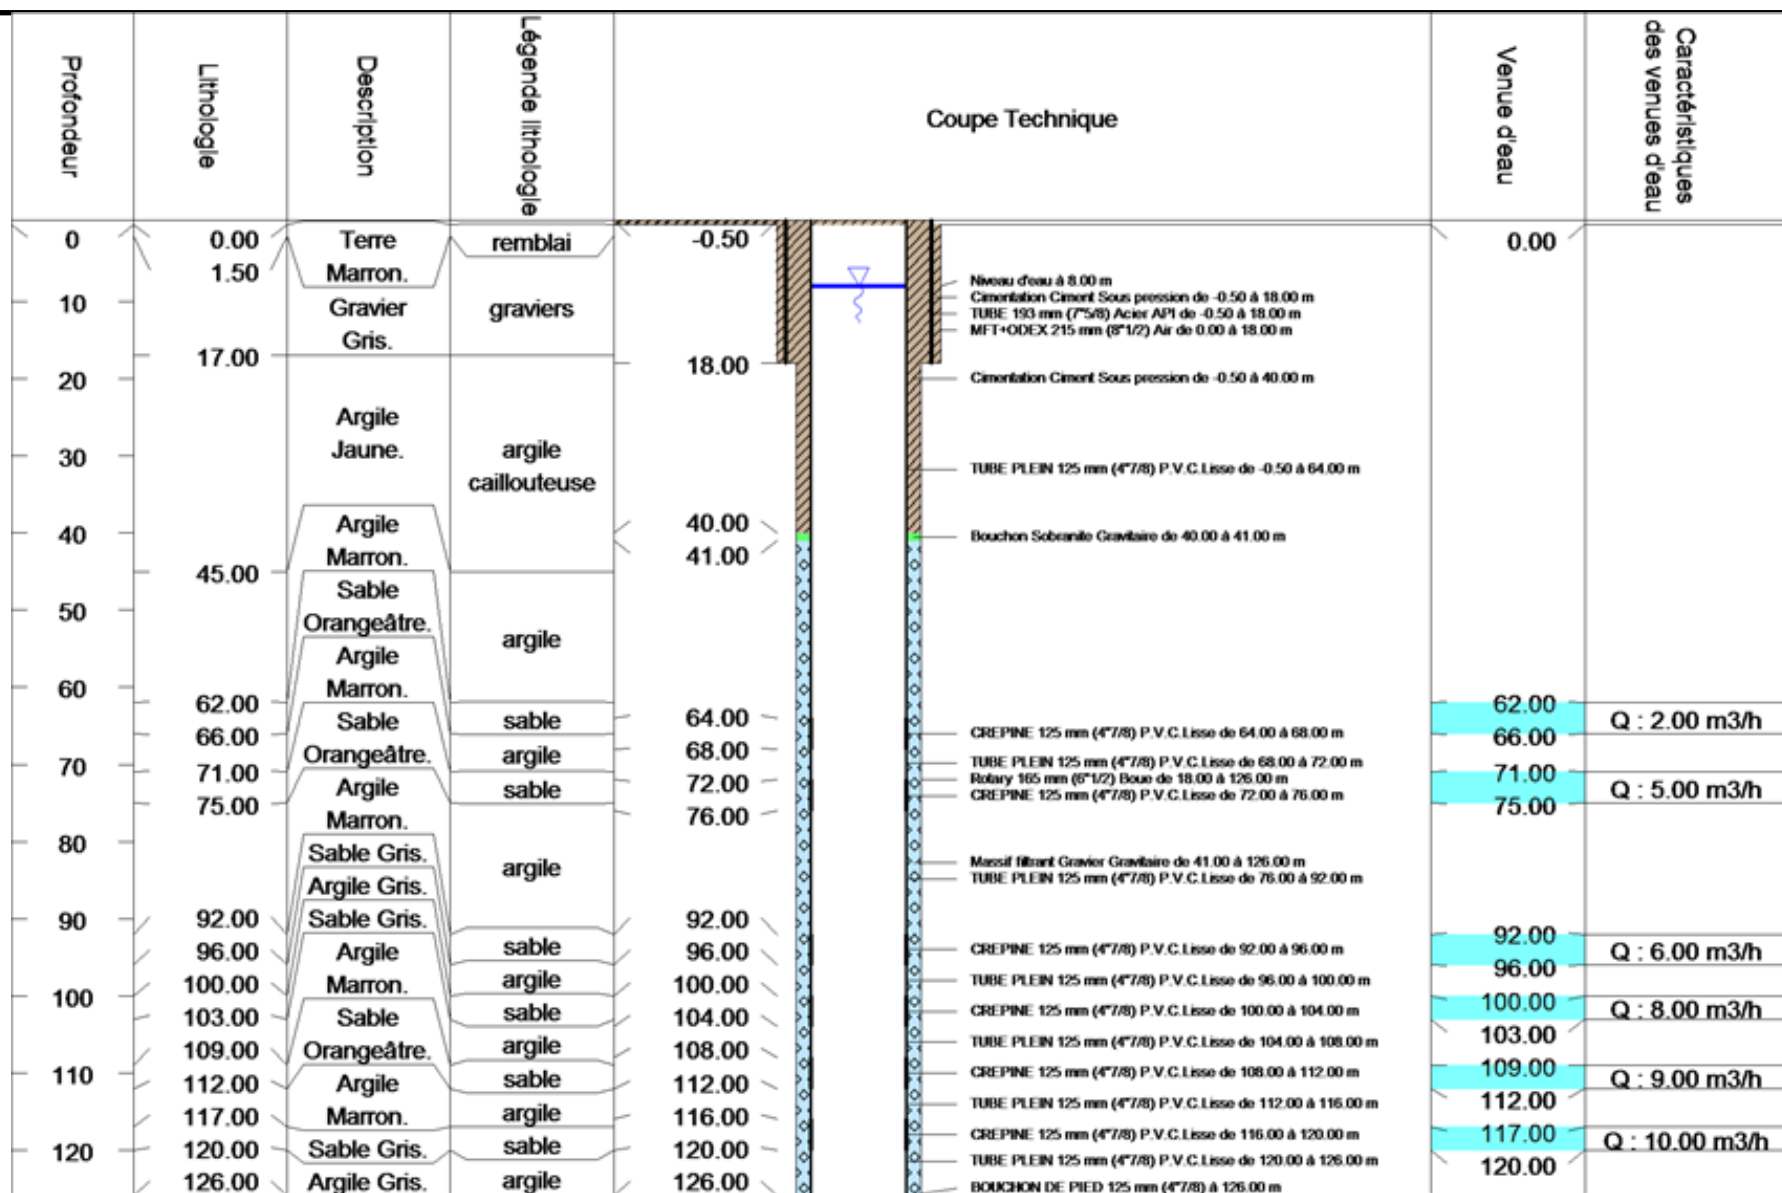 Profondeur
Lithologie
Description
Légende lithologie
Coupe Technique
Venue d'eau
Caractéristiques
des venues d'eau
0
10
20
30
40
50
60
70
80
90
100
110
120
0.00
1.50
17.00
45.00
62.00
66.00
71.00
75.00
92.00
96.00
100.00
103.00
109.00
112.00
117.00
120.00
126.00
Terre
Marron.
Gravier
Gris.
Argile
Jaune.
Argile
Marron.
Sable
Orangeâtre.
Argile
Marron.
Sable
Orangeâtre.
Argile
Marron.
Sable Gris.
Argile Gris.
Sable Gris.
Argile
Marron.
Sable
Orangeâtre.
Argile
Marron.
Sable Gris.
Argile Gris.
remblai
graviers
argile
caillouteuse
argile
sable
argile
sable
argile
sable
argile
sable
argile
sable
argile
sable
argile
-0.50
18.00
40.00
41.00
64.00
68.00
72.00
76.00
92.00
96.00
100.00
104.00
108.00
112.00
116.00
120.00
126.00
Niveau d'eau à 8.00 m
Cimentation Ciment Sous pression de -0.50 à 18.00 m
TUBE 193 mm (7"5/8) Acier API de -0.50 à 18.00 m
MFT+ODEX 215 mm (8"1/2) Air de 0.00 à 18.00 m
Cimentation Ciment Sous pression de -0.50 à 40.00 m
TUBE PLEIN 125 mm (4"7/8) P.V.C.Lisse de -0.50 à 64.00 m
Bouchon Sobranite Gravitaire de 40.00 à 41.00 m
CREPINE 125 mm (4"7/8) P.V.C.Lisse de 64.00 à 68.00 m
TUBE PLEIN 125 mm (4"7/8) P.V.C.Lisse de 68.00 à 72.00 m
Rotary 165 mm (6"1/2) Boue de 18.00 à 126.00 m
CREPINE 125 mm (4"7/8) P.V.C.Lisse de 72.00 à 76.00 m
Massif filtrant Gravier Gravitaire de 41.00 à 126.00 m
TUBE PLEIN 125 mm (4"7/8) P.V.C.Lisse de 76.00 à 92.00 m
CREPINE 125 mm (4"7/8) P.V.C.Lisse de 92.00 à 96.00 m
TUBE PLEIN 125 mm (4"7/8) P.V.C.Lisse de 96.00 à 100.00 m
CREPINE 125 mm (4"7/8) P.V.C.Lisse de 100.00 à 104.00 m
TUBE PLEIN 125 mm (4"7/8) P.V.C.Lisse de 104.00 à 108.00 m
CREPINE 125 mm (4"7/8) P.V.C.Lisse de 108.00 à 112.00 m
TUBE PLEIN 125 mm (4"7/8) P.V.C.Lisse de 112.00 à 116.00 m
CREPINE 125 mm (4"7/8) P.V.C.Lisse de 116.00 à 120.00 m
TUBE PLEIN 125 mm (4"7/8) P.V.C.Lisse de 120.00 à 126.00 m
BOUCHON DE PIED 125 mm (4"7/8) à 126.00 m
0.00
62.00
66.00
71.00
75.00
92.00
96.00
100.00
103.00
109.00
112.00
117.00
120.00
Q : 2.00 m3/h
Q : 5.00 m3/h
Q : 6.00 m3/h
Q : 8.00 m3/h
Q : 9.00 m3/h
Q : 10.00 m3/h